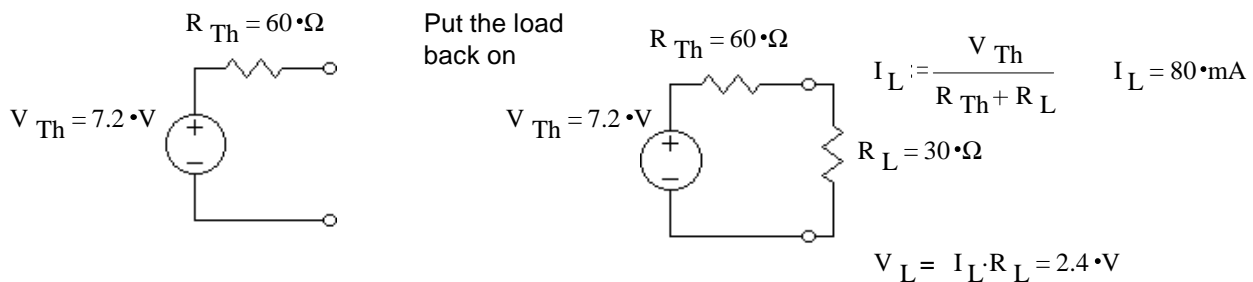 R Th = 60 •Ω
V Th = 7.2 •V
+
−
Put the load
back on
R Th = 60 •Ω
V Th = 7.2 •V
+
−
R L = 30 •Ω
I L := V Th / R Th + R L
I L = 80 •mA
V L = I L · R L = 2.4 •V